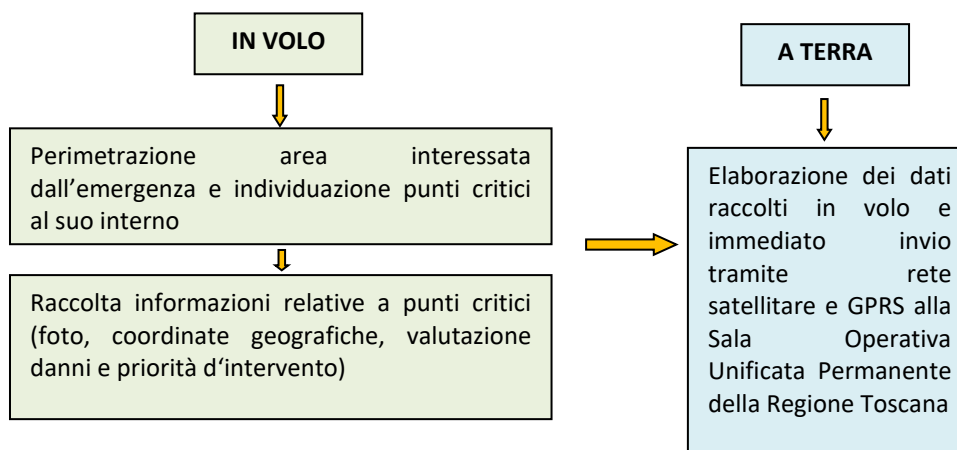 IN VOLO
Perimetrazione area interessata
dall'emergenza e individuazione punti critici
al suo interno
Raccolta informazioni relative a punti critici
(foto, coordinate geografiche, valutazione
danni e priorità d‘intervento)
A TERRA
Elaborazione dei dati
raccolti in volo e
immediato invio
tramite rete
satellitare e GPRS alla
Sala Operativa
Unificata Permanente
della Regione Toscana